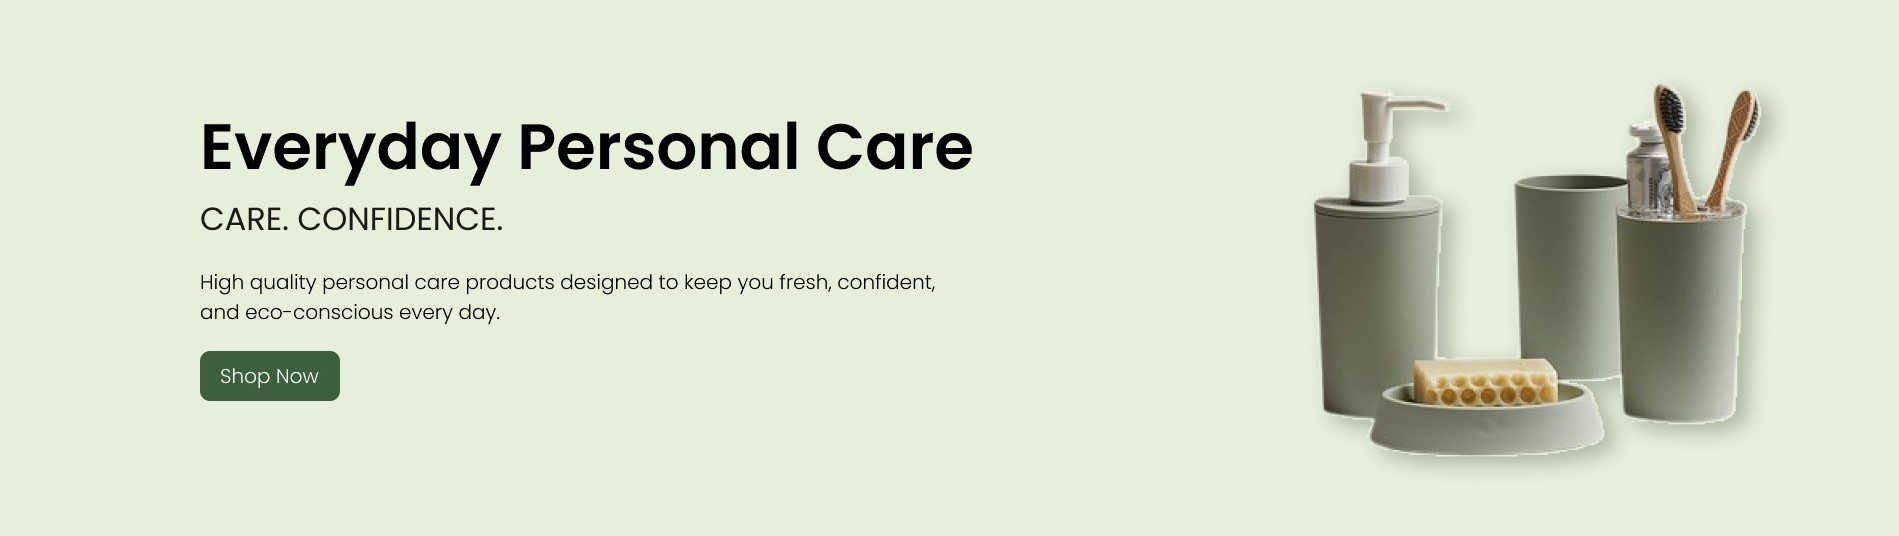 Everyday Personal Care
CARE. CONFIDENCE.
High quality personal care products designed to keep you fresh, confident,
and eco-conscious every day.
Shop Now